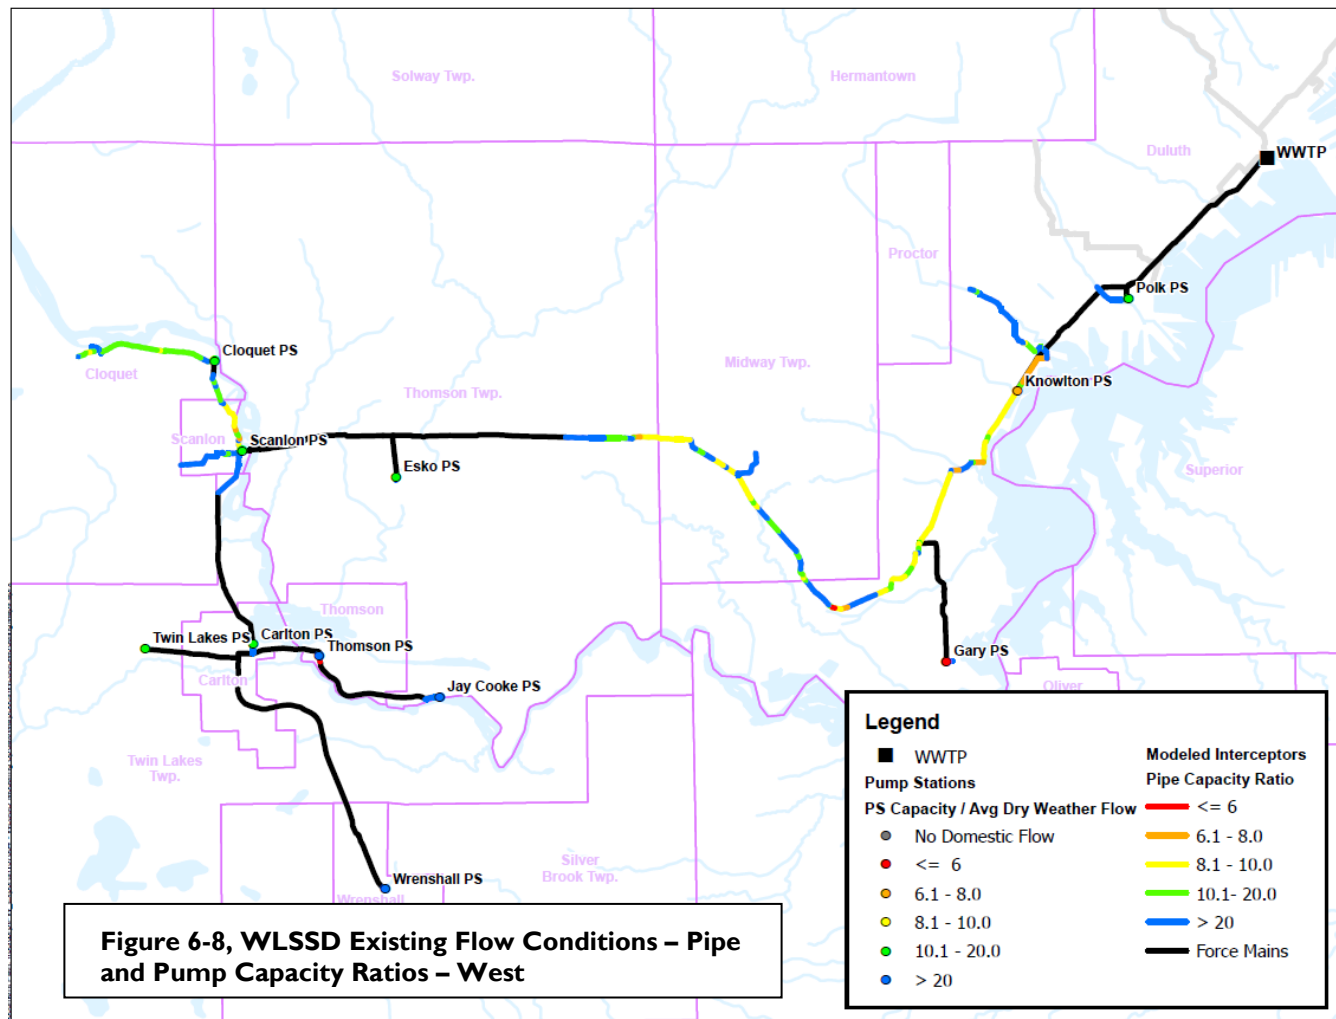 Solway Twp.
Hermantown
Duluth
WWTP
Proctor
Polk PS
Cloquet PS
Cloquet
Midway Twp.
Knowlton PS
Thomson Twp.
Scanlon
Scanlon PS
Esko PS
Superior
Thomson
Twin Lakes PS
Carlton PS
Thomson PS
Carlton
Gary PS
Jay Cooke PS
Oliver
Twin Lakes
Twp.
Silver
Brook Twp.
Wrenshall PS
Wrenshall
Legend
WWTP
Pump Stations
PS Capacity / Avg Dry Weather Flow
No Domestic Flow
<= 6
6.1 - 8.0
8.1 - 10.0
10.1 - 20.0
> 20
Modeled Interceptors
Pipe Capacity Ratio
<= 6
6.1 - 8.0
8.1 - 10.0
10.1- 20.0
> 20
Force Mains
Figure 6-8, WLSSD Existing Flow Conditions – Pipe
and Pump Capacity Ratios – West